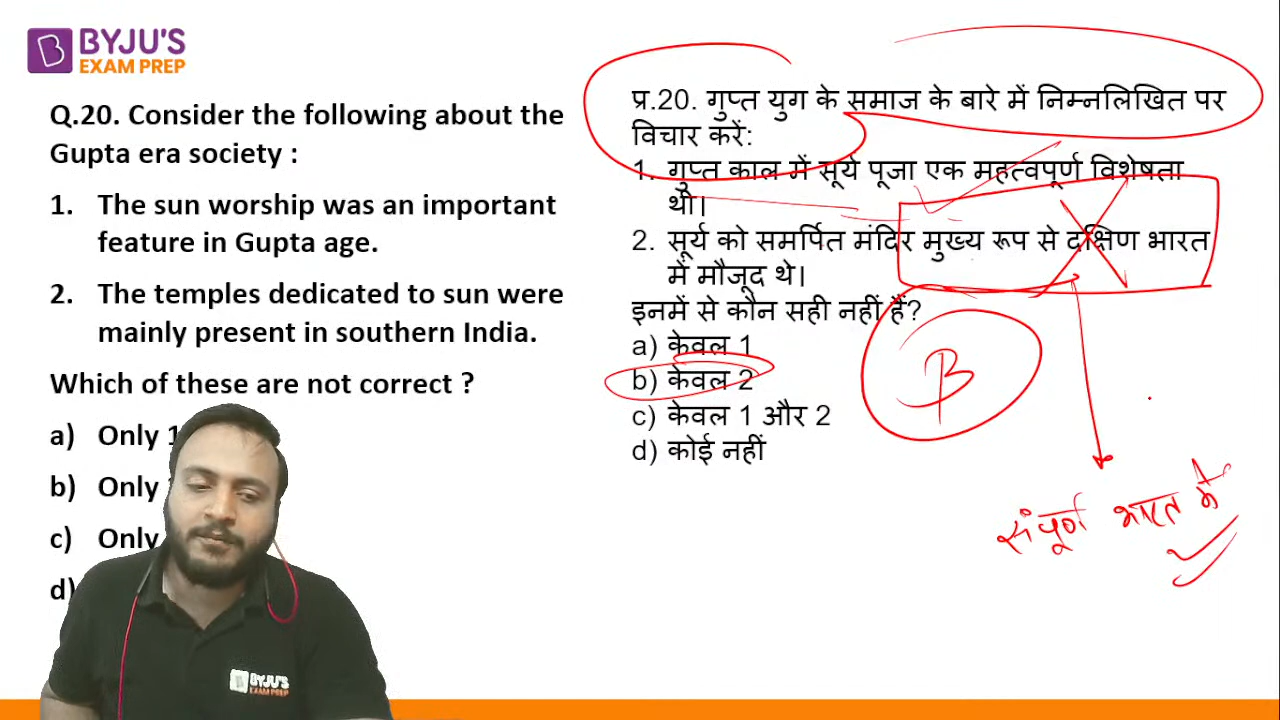 BYJU'S
EXAM PREP
Q.20. Consider the following about the
Gupta era society :
1. The sun worship was an important
feature in Gupta age.
2. The temples dedicated to sun were
mainly present in southern India.
Which of these are not correct ?
a) Only 1
b) Only
c) Only
d)
प्र.20. गुप्त युग के समाज के बारे में निम्नलिखित पर
विचार करें:
1. गुप्त काल में सूर्य पूजा एक महत्वपूर्ण विशेषता
थी।
2. सूर्य को समर्पित मंदिर मुख्य रूप से दक्षिण भारत
में मौजूद थे।
इनमें से कौन सही नहीं हैं?
a) केवल 1
b) केवल 2
c) केवल 1 और 2
d) कोई नहीं
B
संपूर्ण भारत में
BYJU'S
EXAM PREP